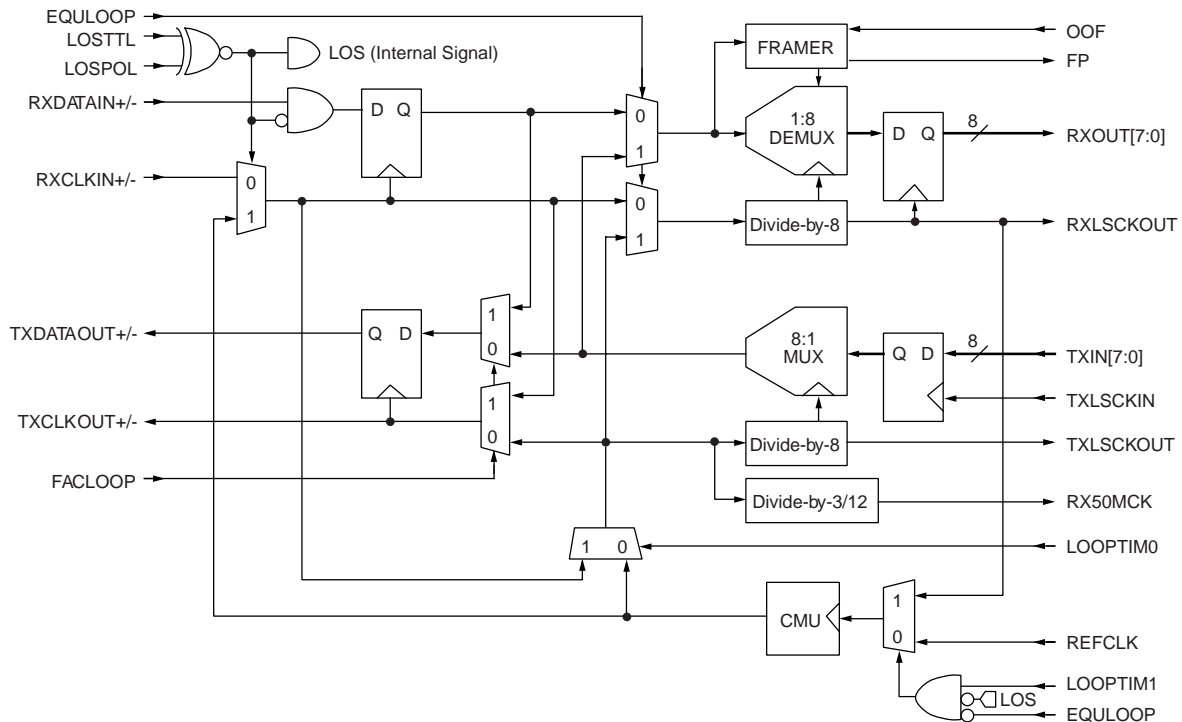 EQULOOP
LOSTTL
LOSPOL
LOS (Internal Signal)
RXDATAIN+/-
D Q
RXCLKIN+/-
0
1
0
1
0
1
FRAMER
1:8
DEMUX
Divide-by-8
D Q
8
OOF
FP
RXOUT[7:0]
RXLSCKOUT
TXDATAOUT+/-
Q D
1
0
TXCLKOUT+/-
1
0
FACLOOP
8:1
MUX
Q D
8
TXIN[7:0]
TXLSCKIN
Divide-by-8
TXLSCKOUT
Divide-by-3/12
RX50MCK
1 0
LOOPTIM0
CMU
1
0
REFCLK
LOOPTIM1
LOS
EQULOOP